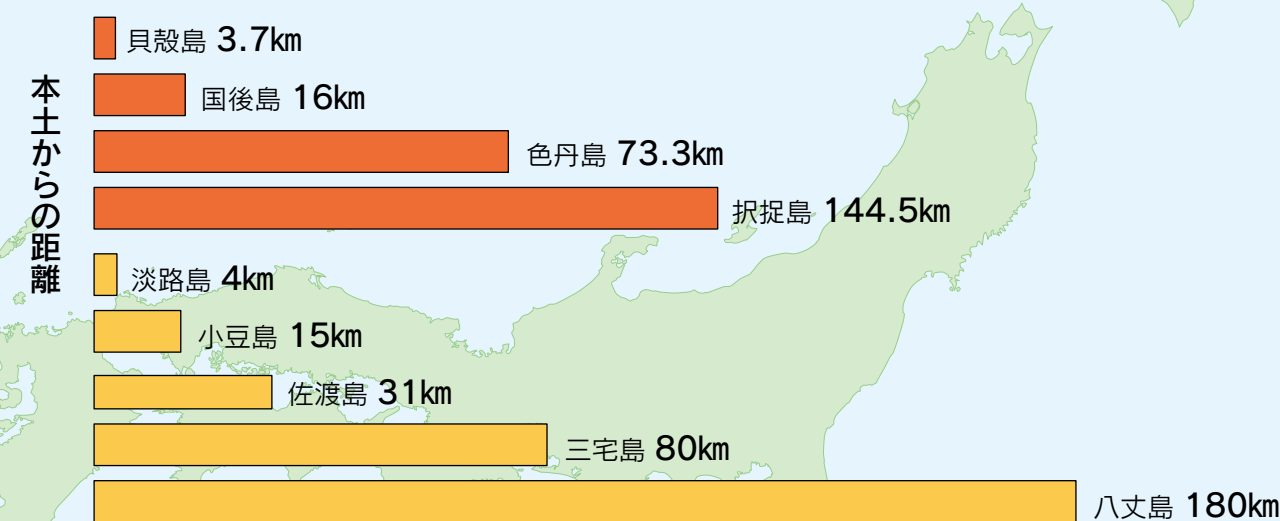 本土からの距離
貝殻島 3.7km
国後島 16km
色丹島 73.3km
択捉島 144.5km
淡路島 4km
小豆島 15km
佐渡島 31km
三宅島 80km
八丈島 180km